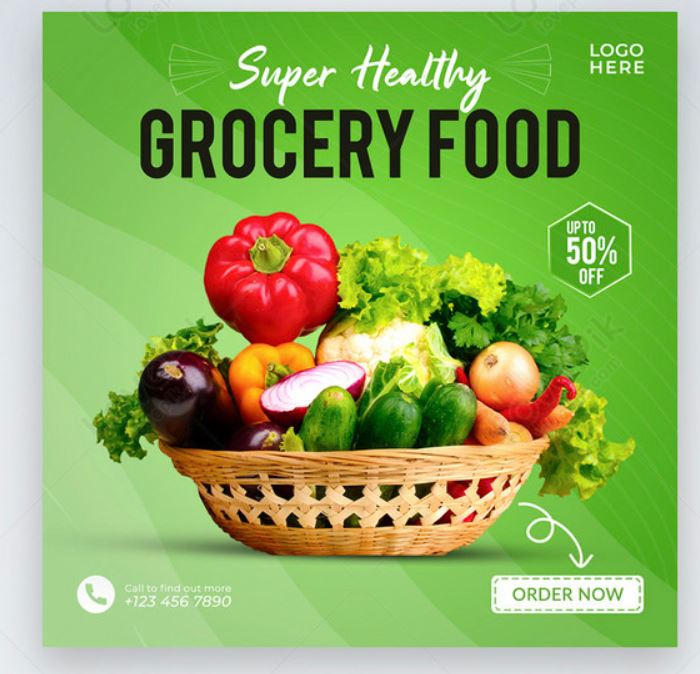 Super Healthy
LOGO
HERE
GROCERY FOOD
UPTO
50%
OFF
Call to find out more
+123 456 7890
ORDER NOW